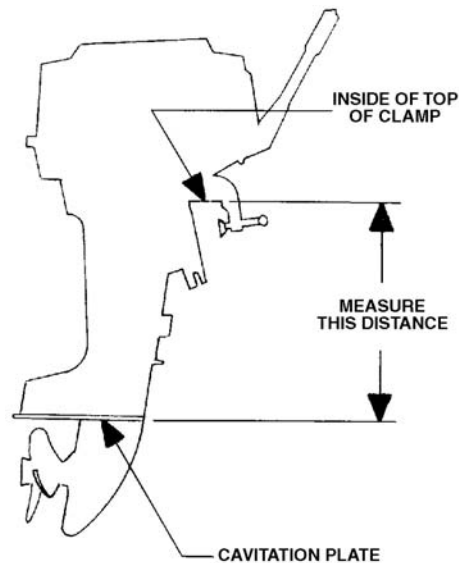 INSIDE OF TOP
OF CLAMP
MEASURE
THIS DISTANCE
CAVITATION PLATE